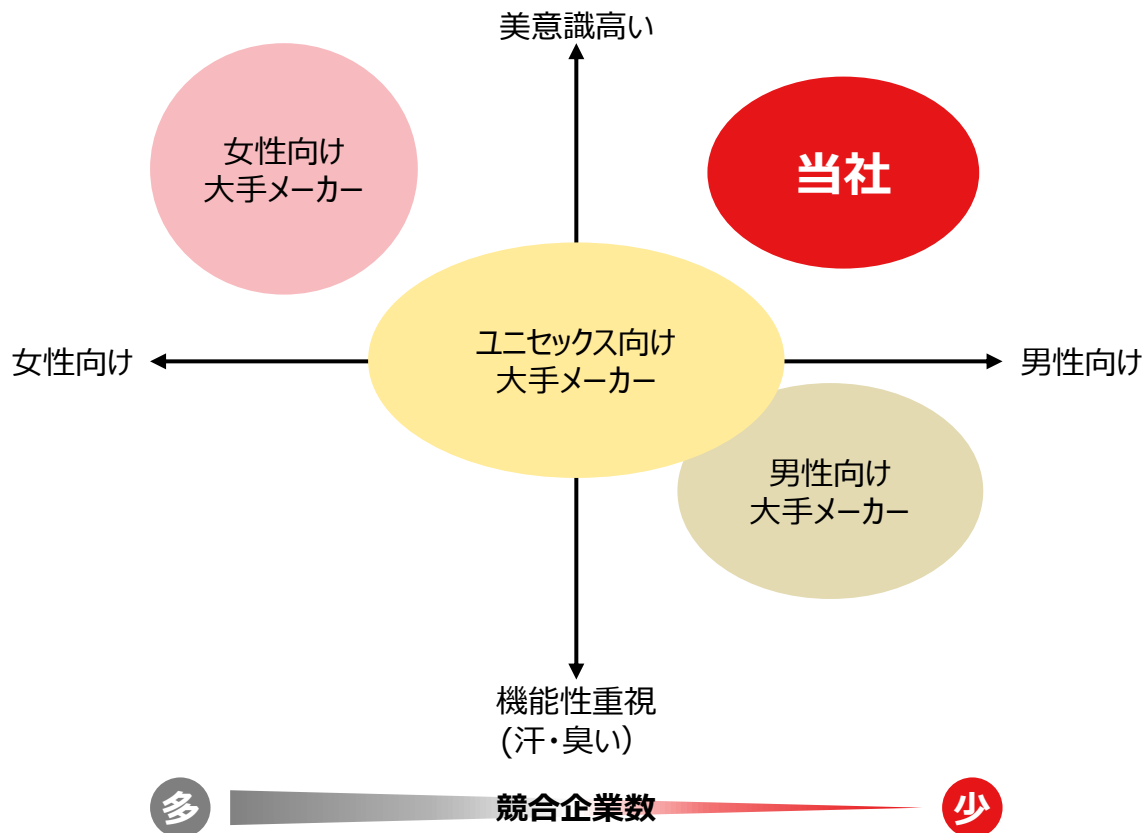 美意識高い
女性向け
大手メーカー
当社
ユニセックス向け
大手メーカー
女性向け
男性向け
男性向け
大手メーカー
機能性重視
(汗・臭い）
多
競合企業数
少